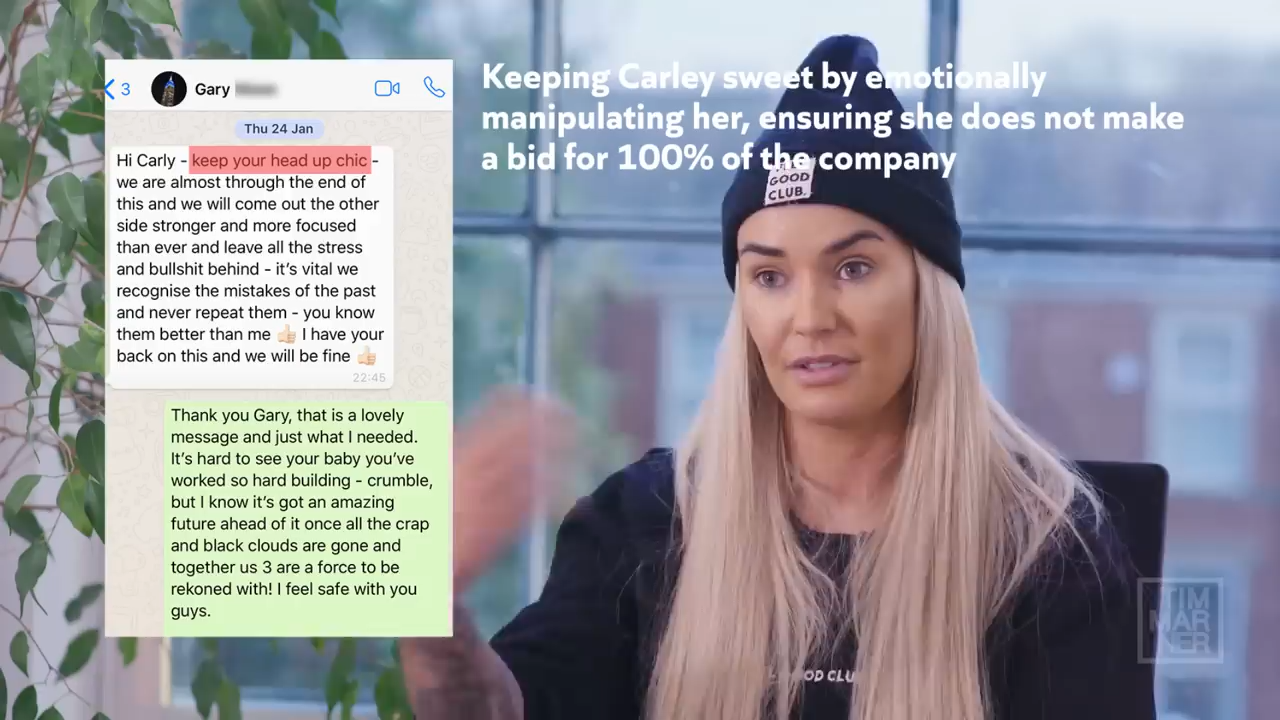 3
Gary
Thu 24 Jan
Hi Carly - keep your head up chic -
we are almost through the end of
this and we will come out the other
side stronger and more focused
than ever and leave all the stress
and bullshit behind - it's vital we
recognise the mistakes of the past
and never repeat them - you know
them better than me 👍🏻 I have your
back on this and we will be fine 👍🏻
22:45
Thank you Gary, that is a lovely
message and just what I needed.
It's hard to see your baby you've
worked so hard building - crumble,
but I know it's got an amazing
future ahead of it once all the crap
and black clouds are gone and
together us 3 are a force to be
rekoned with! I feel safe with you
guys.
Keeping Carley sweet by emotionally
manipulating her, ensuring she does not make
a bid for 100% of the company
GOOD
CLUB.
TIM
MAR
NER